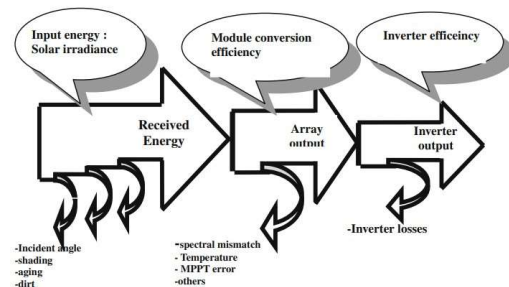 Input energy :
Solar irradiance
Module conversion
efficiency
Inverter efficeincy
Received
Energy
Array
output
Inverter
output
-Incident angle
-shading
-aging
-dirt
-spectral mismatch
- Temperature
- MPPT error
-others
-Inverter losses